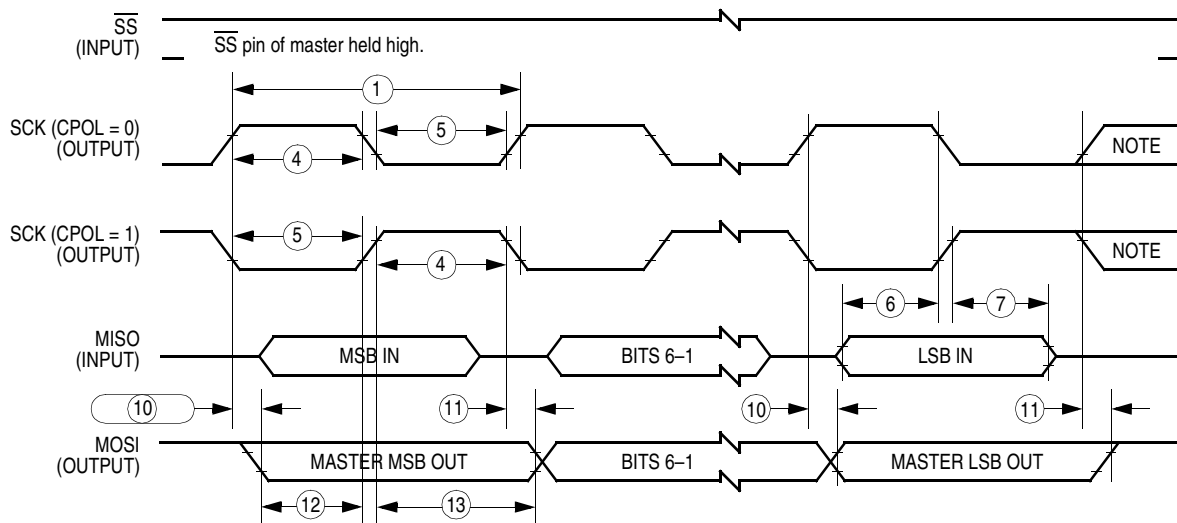 SS
(INPUT)
SS pin of master held high.
1
SCK (CPOL = 0)
(OUTPUT)
5
4
NOTE
SCK (CPOL = 1)
(OUTPUT)
5
4
NOTE
6
7
MISO
(INPUT)
MSB IN
BITS 6–1
LSB IN
10
11
10
11
MOSI
(OUTPUT)
MASTER MSB OUT
BITS 6–1
MASTER LSB OUT
12
13